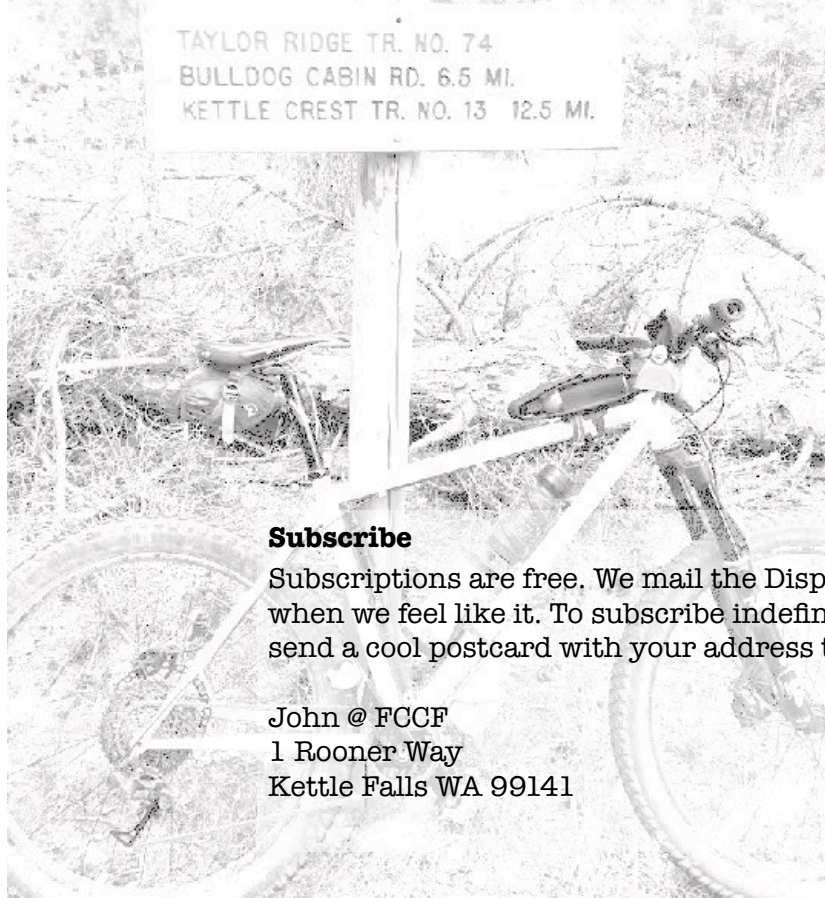 TAYLOR RIDGE TR. NO. 74
BULLDOG CABIN RD. 6.5 MI.
KETTLE CREST TR. NO. 13 12.5 MI.
Subscribe
Subscriptions are free. We mail the Disp
when we feel like it. To subscribe indefin
send a cool postcard with your address t
John @ FCCF
1 Rooner Way
Kettle Falls WA 99141